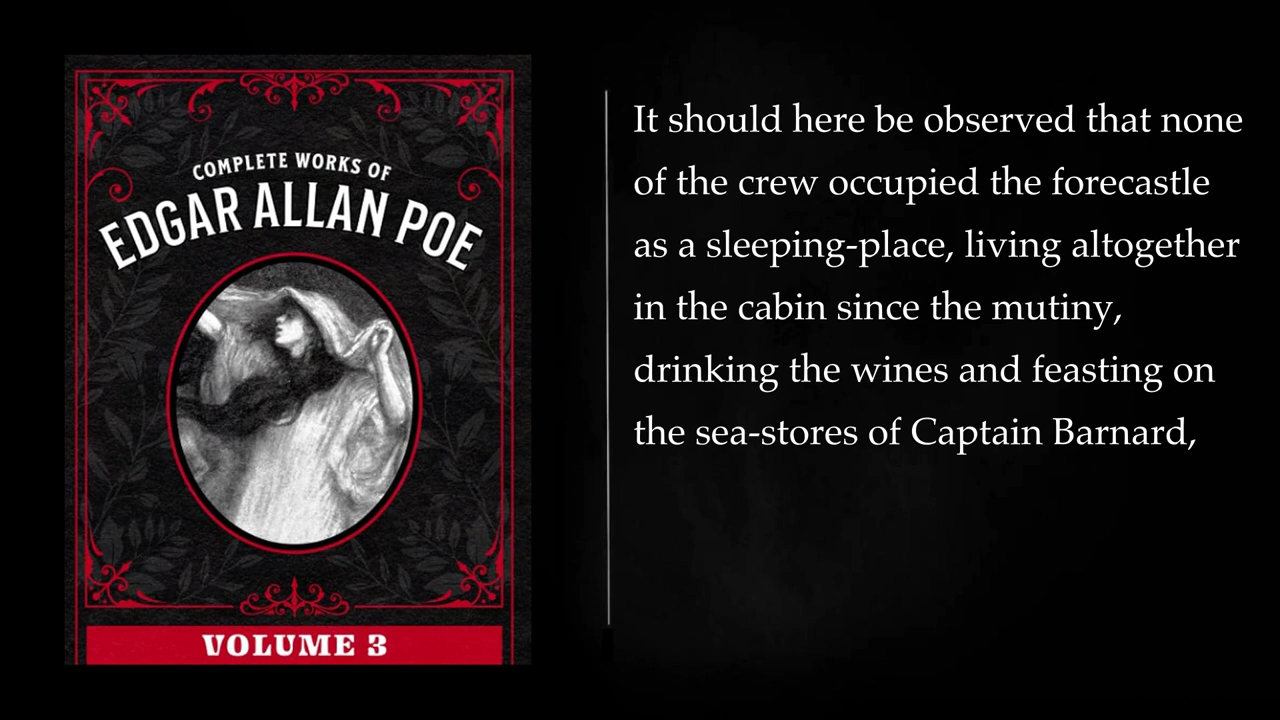 COMPLETE WORKS OF
EDGAR ALLAN POE
VOLUME 3
It should here be observed that none
of the crew occupied the forecastle
as a sleeping-place, living altogether
in the cabin since the mutiny,
drinking the wines and feasting on
the sea-stores of Captain Barnard,